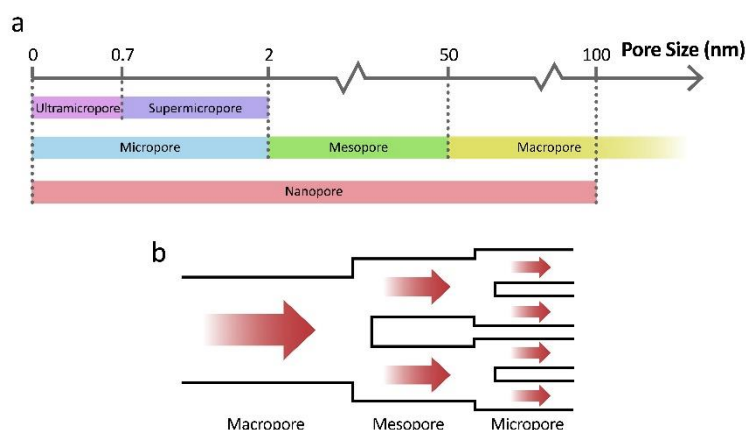 a
0 0.7 2 50 100 Pore Size (nm)
Ultramicropore Supermicropore
Micropore Mesopore Macropore
Nanopore
b
Macropore Mesopore Micropore